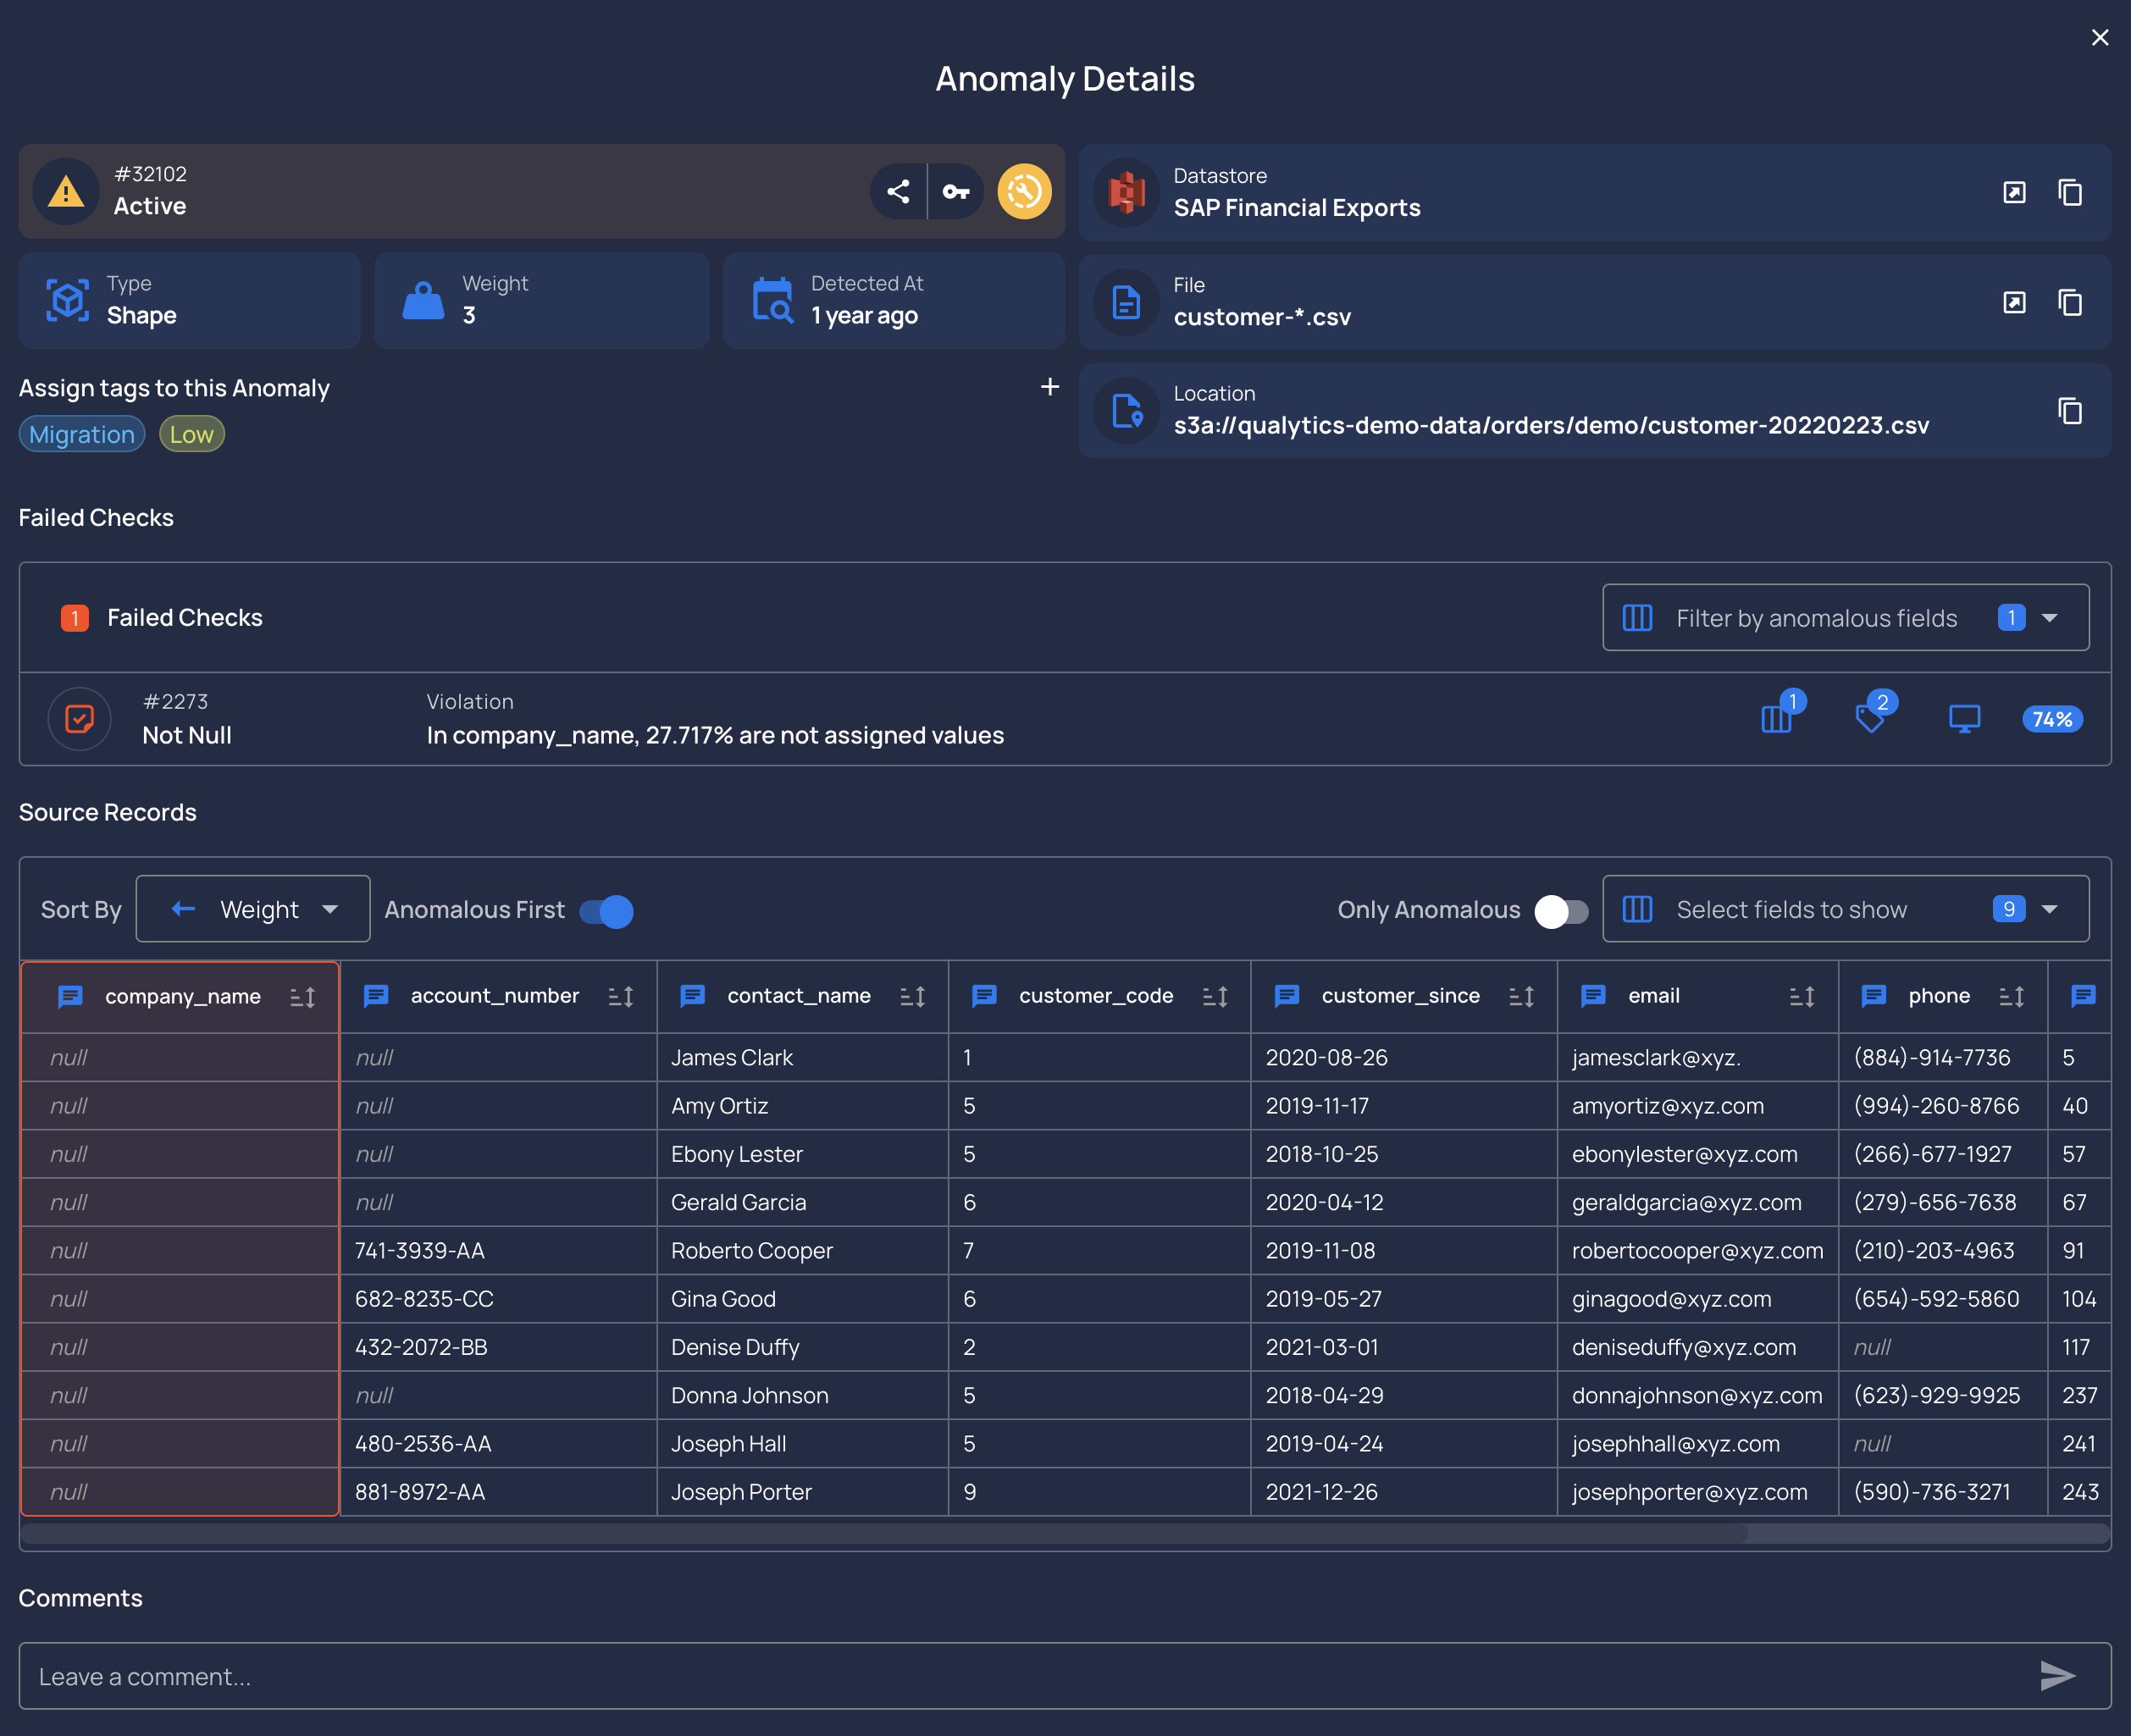 Anomaly Details
#32102
Active
Datastore
SAP Financial Exports
Type
Shape
Weight
3
Detected At
1 year ago
File
customer-*.csv
Assign tags to this Anomaly
Migration Low
Location
s3a://qualytics-demo-data/orders/demo/customer-20220223.csv
Failed Checks
1 Failed Checks
Filter by anomalous fields 1
#2273
Not Null
Violation
In company_name, 27.717% are not assigned values
1 2 74%
Source Records
Sort By Weight Anomalous First Only Anomalous Select fields to show 9
company_name account_number contact_name customer_code customer_since email phone
null null James Clark 1 2020-08-26 jamesclark@xyz. (884)-914-7736 5
null null Amy Ortiz 5 2019-11-17 amyortiz@xyz.com (994)-260-8766 40
null null Ebony Lester 5 2018-10-25 ebonylester@xyz.com (266)-677-1927 57
null null Gerald Garcia 6 2020-04-12 geraldgarcia@xyz.com (279)-656-7638 67
null 741-3939-AA Roberto Cooper 7 2019-11-08 robertocooper@xyz.com (210)-203-4963 91
null 682-8235-CC Gina Good 6 2019-05-27 ginagood@xyz.com (654)-592-5860 104
null 432-2072-BB Denise Duffy 2 2021-03-01 deniseduffy@xyz.com null 117
null null Donna Johnson 5 2018-04-29 donnajohnson@xyz.com (623)-929-9925 237
null 480-2536-AA Joseph Hall 5 2019-04-24 josephhall@xyz.com null 241
null 881-8972-AA Joseph Porter 9 2021-12-26 josephporter@xyz.com (590)-736-3271 243
Comments
Leave a comment...